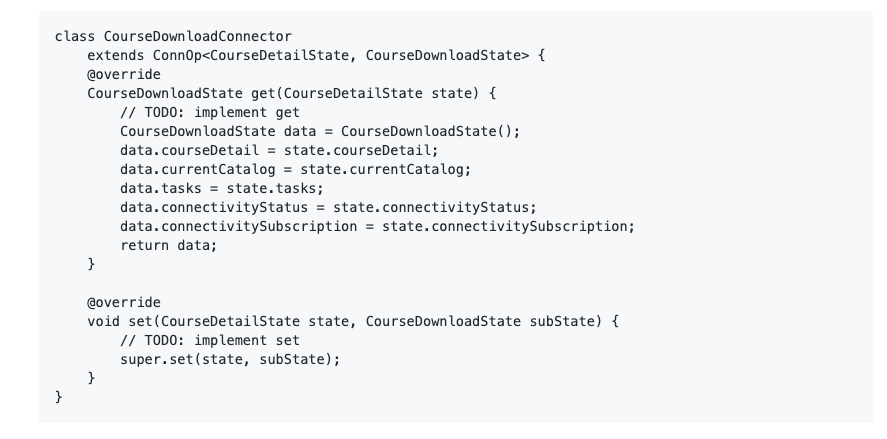 class CourseDownloadConnector
    extends ConnOp<CourseDetailState, CourseDownloadState> {
    @override
    CourseDownloadState get(CourseDetailState state) {
        // TODO: implement get
        CourseDownloadState data = CourseDownloadState();
        data.courseDetail = state.courseDetail;
        data.currentCatalog = state.currentCatalog;
        data.tasks = state.tasks;
        data.connectivityStatus = state.connectivityStatus;
        data.connectivitySubscription = state.connectivitySubscription;
        return data;
    }

    @override
    void set(CourseDetailState state, CourseDownloadState subState) {
        // TODO: implement set
        super.set(state, subState);
    }
}